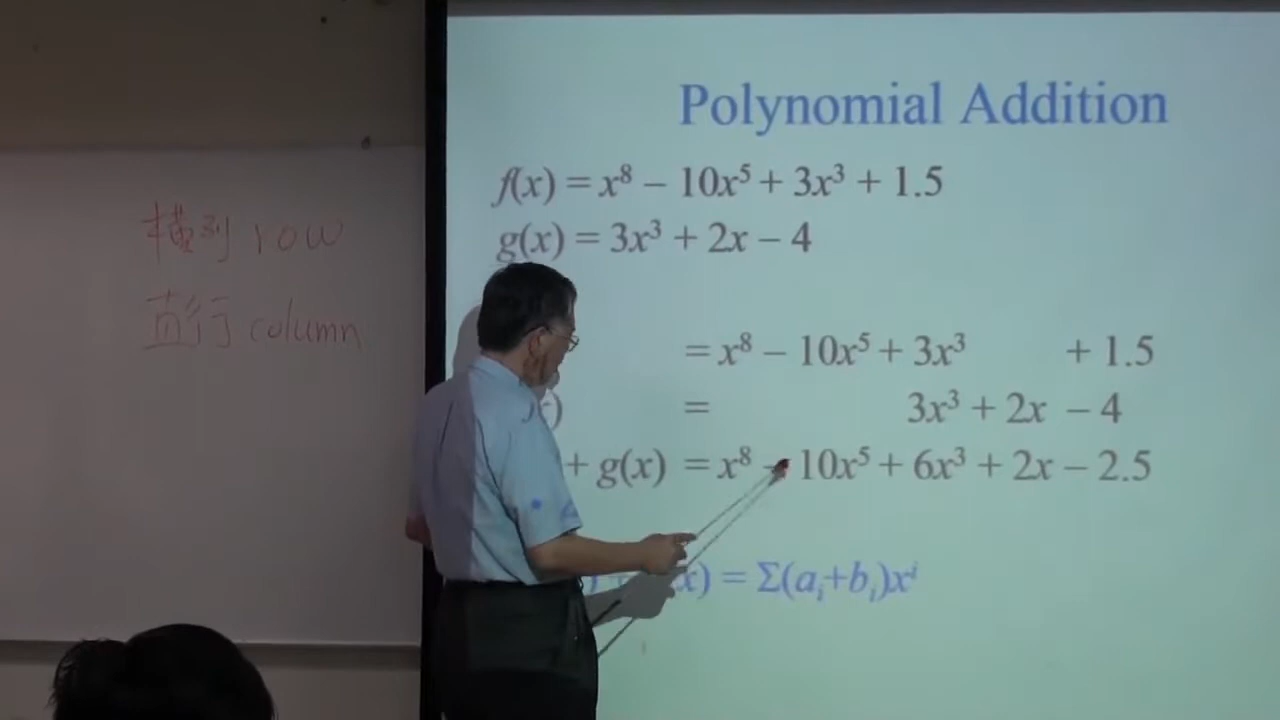 橫列 row
直行 column
Polynomial Addition
f(x) = x⁸ – 10x⁵ + 3x³ + 1.5
g(x) = 3x³ + 2x – 4
= x⁸ – 10x⁵ + 3x³ + 1.5
= 3x³ + 2x – 4
+ g(x) = x⁸ – 10x⁵ + 6x³ + 2x – 2.5
x) = Σ(aᵢ+bᵢ)xⁱ